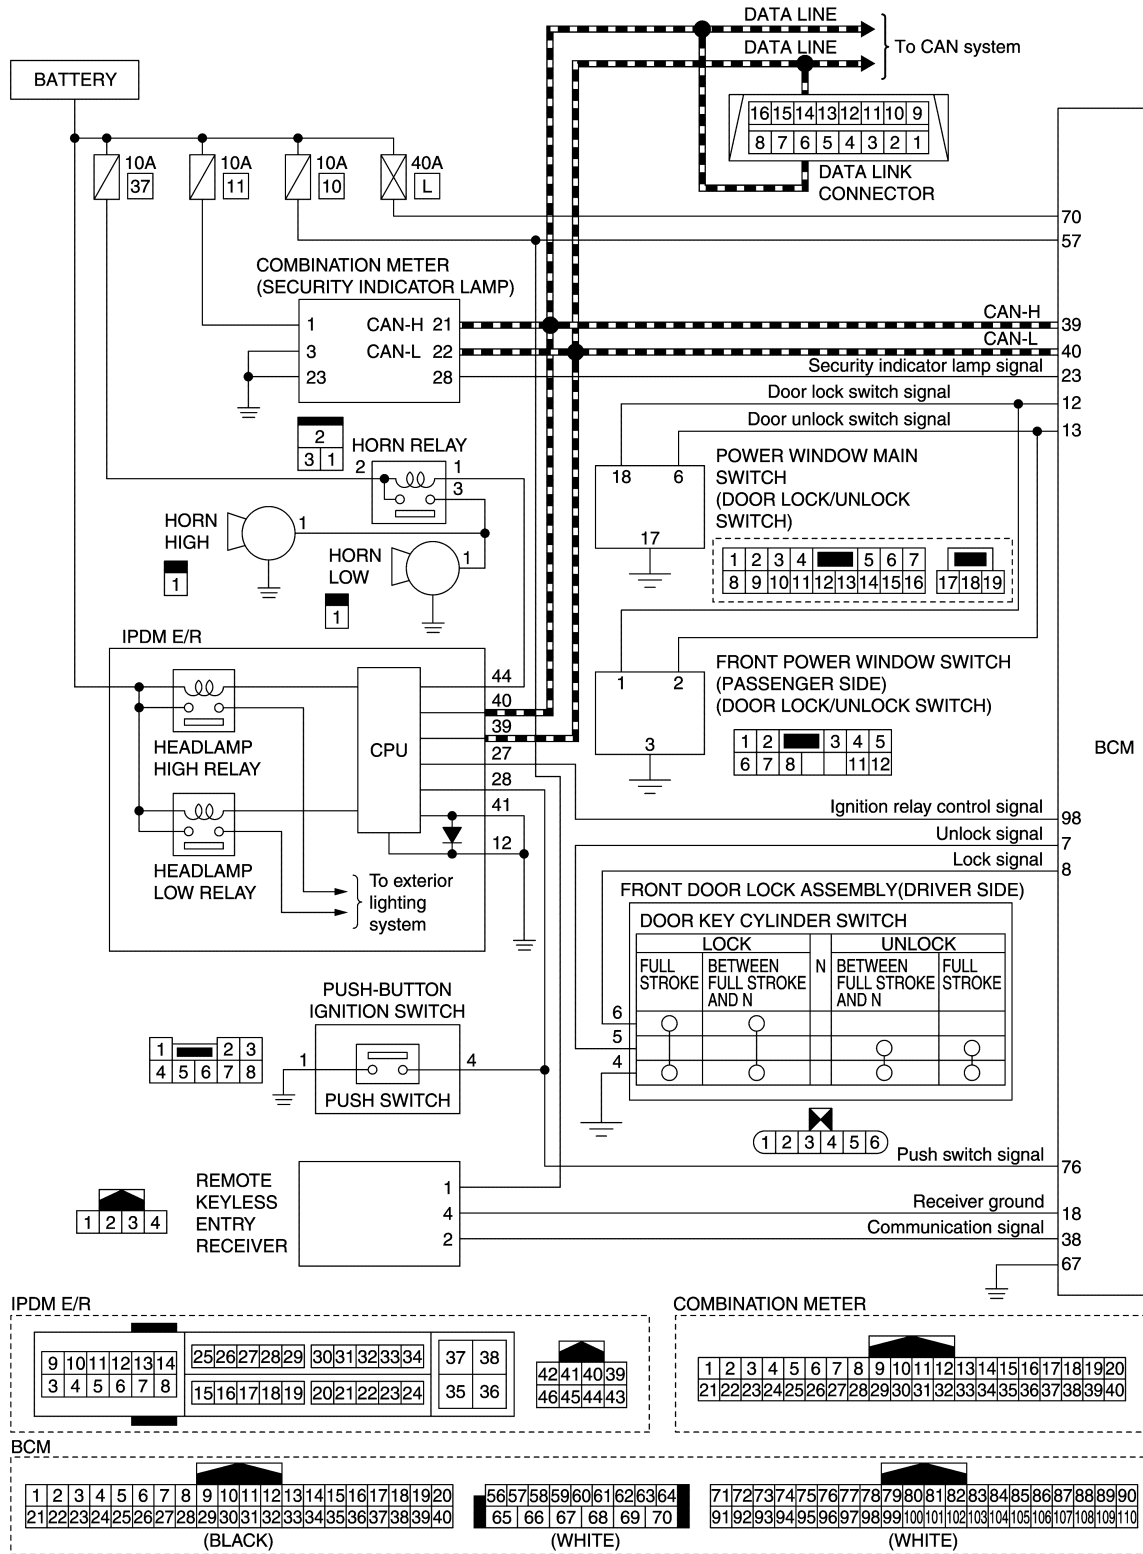 DATA LINE
DATA LINE
To CAN system
BATTERY
16 15 14 13 12 11 10 9
8 7 6 5 4 3 2 1
DATA LINK
CONNECTOR
10A
37
10A
11
10A
10
40A
L
70
57
COMBINATION METER
(SECURITY INDICATOR LAMP)
1 CAN-H 21
3 CAN-L 22
23 28
CAN-H
39
CAN-L
40
Security indicator lamp signal
23
Door lock switch signal
12
Door unlock switch signal
13
2
3 1
HORN RELAY
2 1
3
HORN
HIGH
1
1
HORN
LOW
1
1
18 6
17
POWER WINDOW MAIN
SWITCH
(DOOR LOCK/UNLOCK
SWITCH)
1 2 3 4 5 6 7
8 9 10 11 12 13 14 15 16 17 18 19
IPDM E/R
HEADLAMP
HIGH RELAY
HEADLAMP
LOW RELAY
CPU
44
40
39
27
28
41
12
To exterior
lighting
system
1 2
3
FRONT POWER WINDOW SWITCH
(PASSENGER SIDE)
(DOOR LOCK/UNLOCK SWITCH)
1 2 3 4 5
6 7 8 11 12
BCM
Ignition relay control signal
98
Unlock signal
7
Lock signal
8
FRONT DOOR LOCK ASSEMBLY(DRIVER SIDE)
DOOR KEY CYLINDER SWITCH
LOCK UNLOCK
FULL
STROKE
BETWEEN
FULL STROKE
AND N
N
BETWEEN
FULL STROKE
AND N
FULL
STROKE
6
5
4
1 2 3 4 5 6
PUSH-BUTTON
IGNITION SWITCH
1 2 3
4 5 6 7 8
1 4
PUSH SWITCH
Push switch signal
76
REMOTE
KEYLESS
ENTRY
RECEIVER
1 2 3 4
1
4
2
Receiver ground
18
Communication signal
38
67
IPDM E/R
9 10 11 12 13 14
3 4 5 6 7 8
25 26 27 28 29 30 31 32 33 34
15 16 17 18 19 20 21 22 23 24
37 38
35 36
42 41 40 39
46 45 44 43
COMBINATION METER
1 2 3 4 5 6 7 8 9 10 11 12 13 14 15 16 17 18 19 20
21 22 23 24 25 26 27 28 29 30 31 32 33 34 35 36 37 38 39 40
BCM
1 2 3 4 5 6 7 8 9 10 11 12 13 14 15 16 17 18 19 20
21 22 23 24 25 26 27 28 29 30 31 32 33 34 35 36 37 38 39 40
(BLACK)
56 57 58 59 60 61 62 63 64
65 66 67 68 69 70
(WHITE)
71 72 73 74 75 76 77 78 79 80 81 82 83 84 85 86 87 88 89 90
91 92 93 94 95 96 97 98 99 100 101 102 103 104 105 106 107 108 109 110
(WHITE)